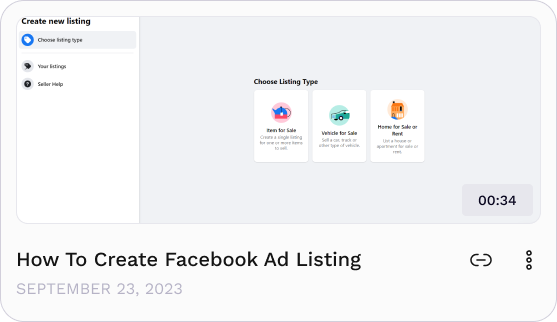 Create new listing
Choose listing type
Your listings
Seller Help
Choose Listing Type
Item for Sale
Create a single listing
for one or more items
to sell.
Vehicle for Sale
Sell a car, truck or
other type of vehicle.
Home for Sale or
Rent
List a house or
apartment for sale or
rent.
00:34
How To Create Facebook Ad Listing
SEPTEMBER 23, 2023